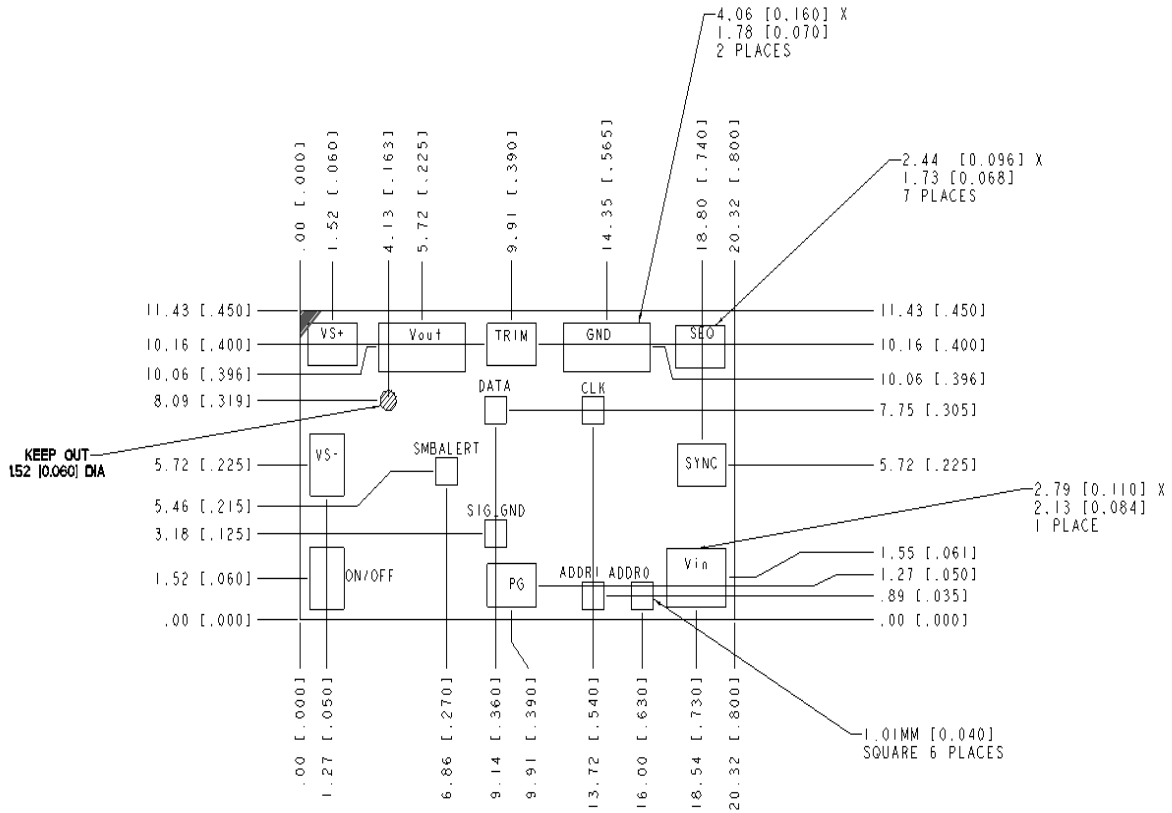 4.06 [0.160] X
1.78 [0.070]
2 PLACES
.00 [.000]
1.52 [.060]
4.13 [.163]
5.72 [.225]
9.91 [.390]
14.35 [.565]
18.80 [.740]
20.32 [.800]
2.44 [0.096] X
1.73 [0.068]
7 PLACES
11.43 [.450]
11.43 [.450]
VS+
Vout
TRIM
GND
SEQ
10.16 [.400]
10.16 [.400]
10.06 [.396]
10.06 [.396]
DATA
CLK
8.09 [.319]
7.75 [.305]
KEEP OUT
1.52 [0.060] DIA
VS-
SMBALERT
SYNC
5.72 [.225]
5.72 [.225]
2.79 [0.110] X
2.13 [0.084]
1 PLACE
5.46 [.215]
SIG_GND
3.18 [.125]
Vin
1.55 [.061]
1.52 [.060]
ON/OFF
PG
ADDR1
ADDR0
1.27 [.050]
.89 [.035]
.00 [.000]
.00 [.000]
.00 [.000]
1.27 [.050]
6.86 [.270]
9.14 [.360]
9.91 [.390]
13.72 [.540]
16.00 [.630]
18.54 [.730]
20.32 [.800]
1.01MM [0.040]
SQUARE 6 PLACES